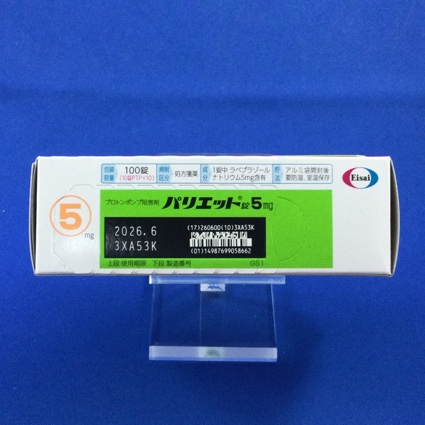 包装容量 100錠 (10錠PTP×10) 規制区分 処方箋薬 成分 1錠中 ラベプラゾールナトリウム5mg含有 貯法 アルミ袋開封後要防湿、室温保存
Eisai
プロトンポンプ阻害剤 パリエット®錠5mg
5mg
2026.6
3XA53K
(17)260600(10)3XA53K
(01)14987699058662
上段:使用期限 下段:製造番号 GS1